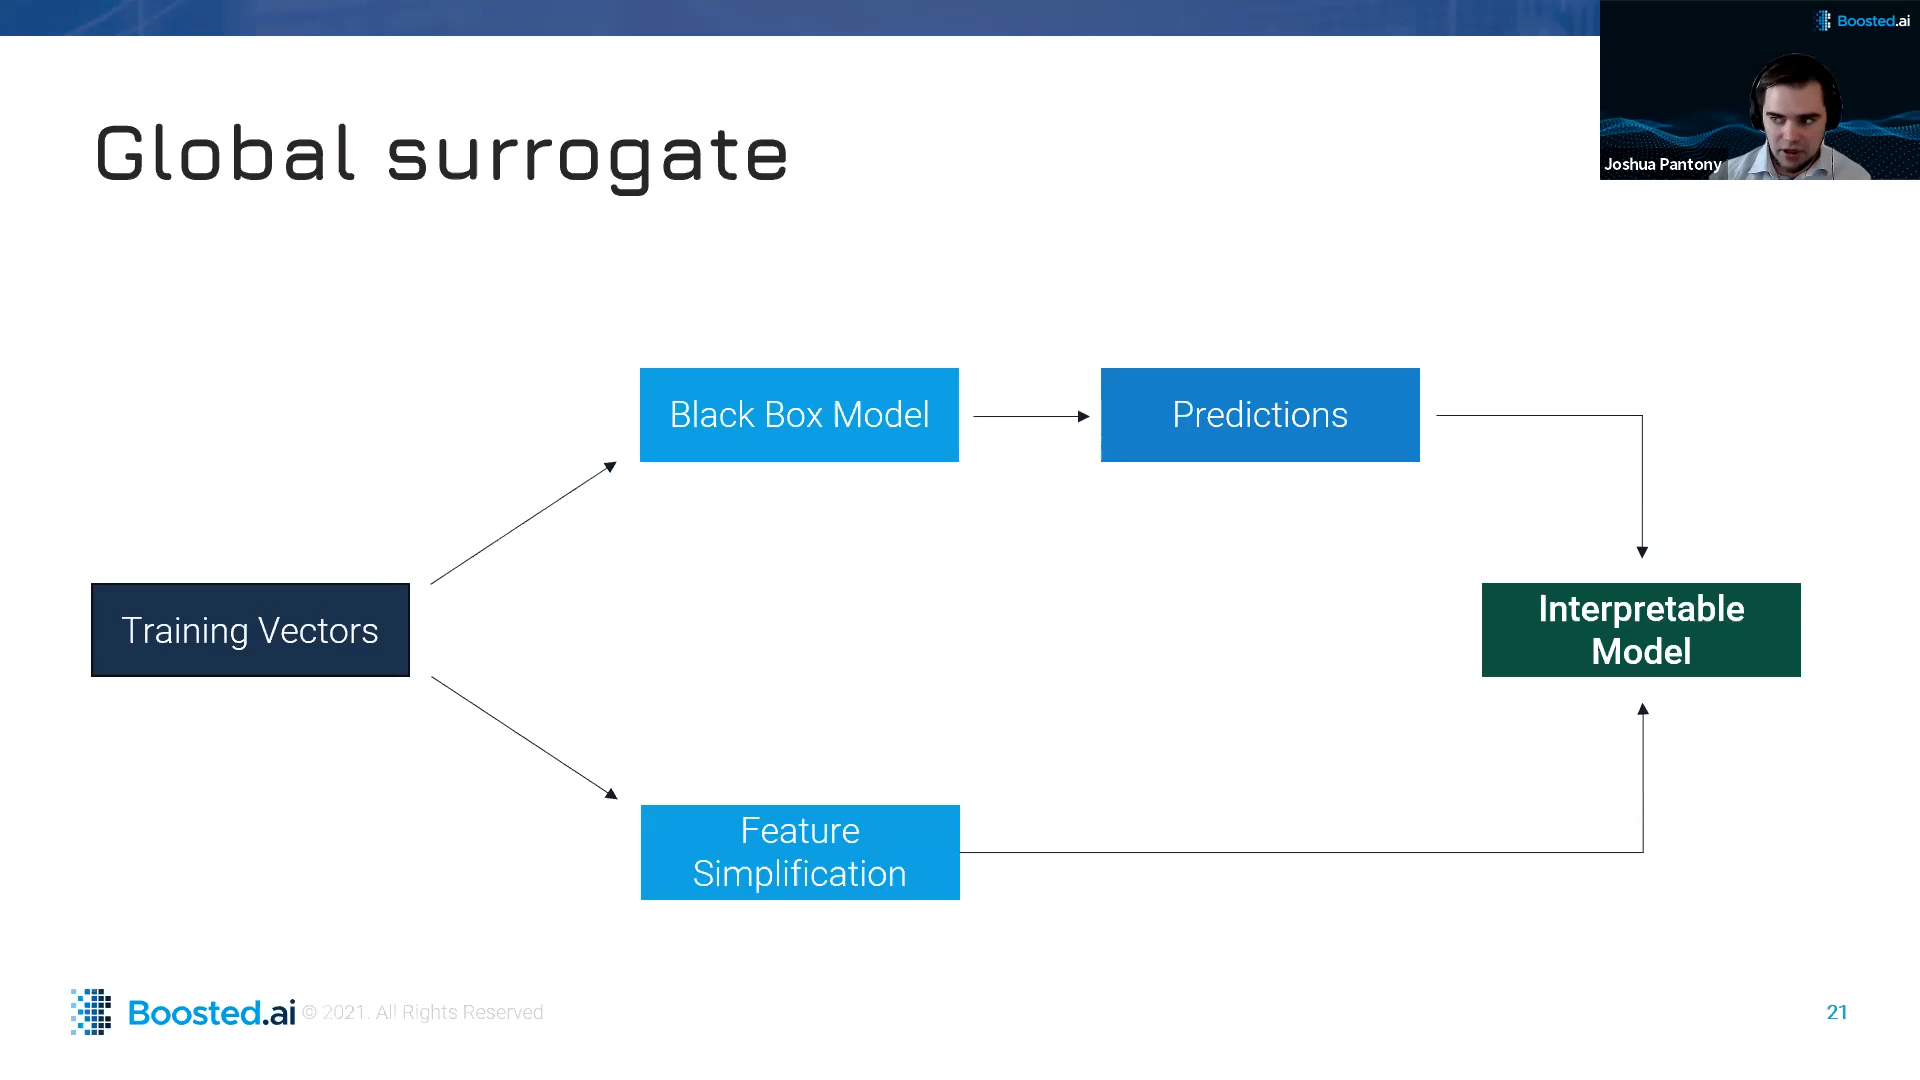 Boosted.ai
Joshua Pantony
Global surrogate
Black Box Model
Predictions
Training Vectors
Interpretable
Model
Feature
Simplification
Boosted.ai © 2021. All Rights Reserved
21